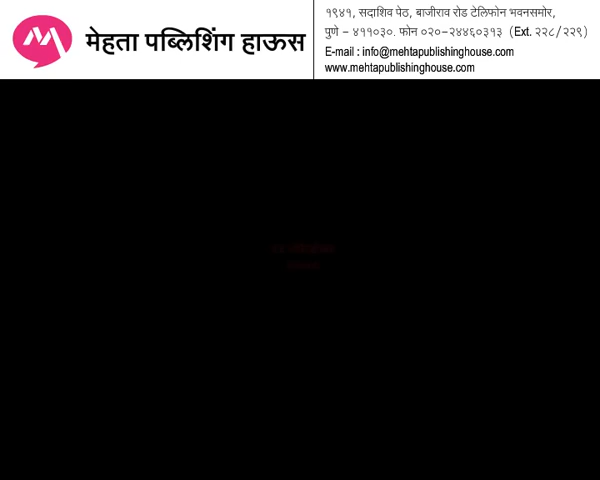 मेहता पब्लिशिंग हाऊस
१९४१, सदाशिव पेठ, बाजीराव रोड टेलिफोन भवनसमोर,
पुणे – ४११०३०. फोन ०२०–२४४६०३१३ (Ext. २२८/२२९)
E-mail : info@mehtapublishinghouse.com
www.mehtapublishinghouse.com